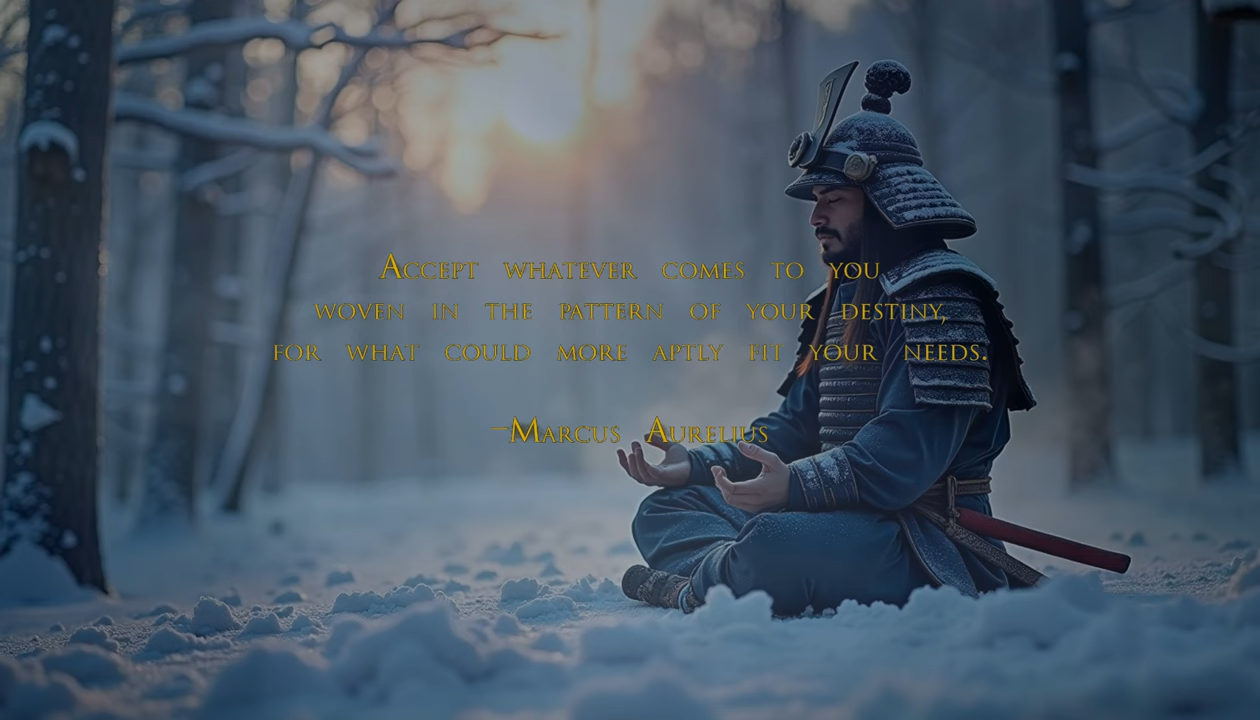 Accept whatever comes to you
woven in the pattern of your destiny,
for what could more aptly fit your needs.
—Marcus Aurelius